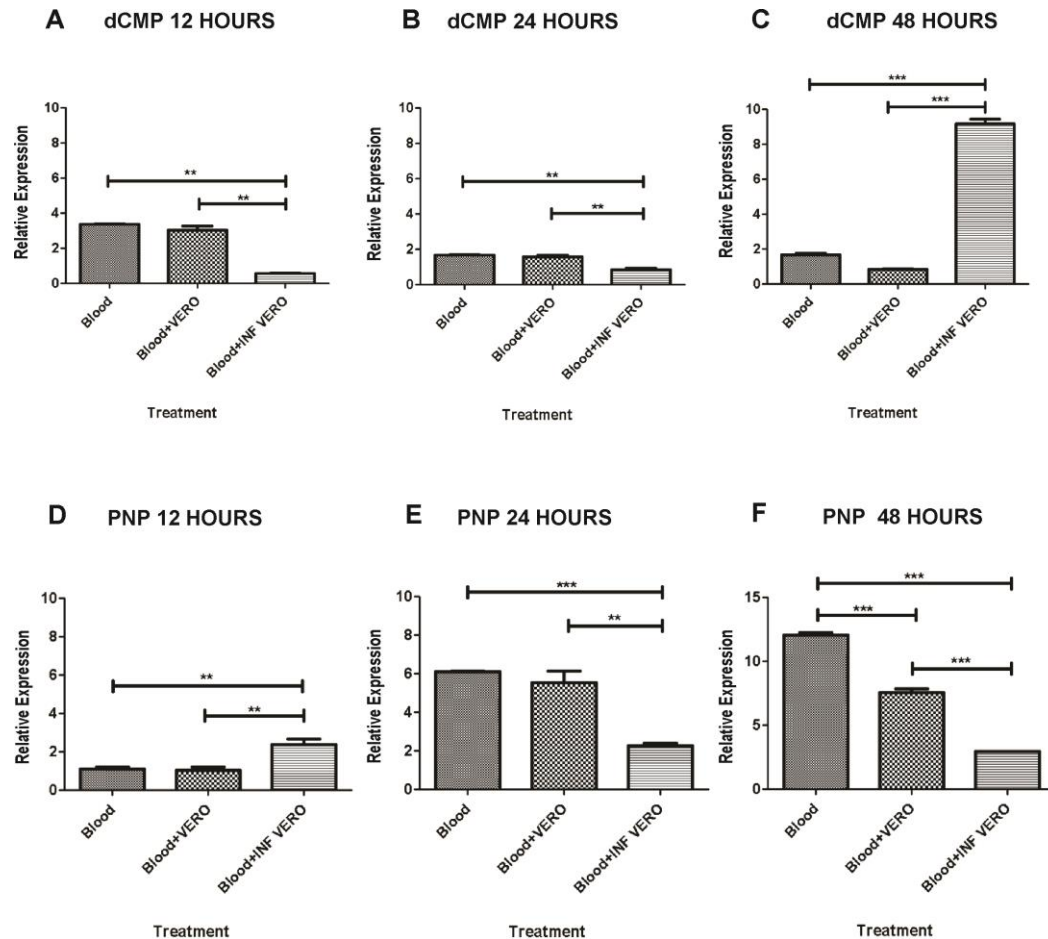 A dCMP 12 HOURS
B dCMP 24 HOURS
C dCMP 48 HOURS
Relative Expression
10
8
6
4
2
0
**
**
Blood
Blood+VERO
Blood+INF VERO
Treatment
Relative Expression
10
8
6
4
2
0
**
**
Blood
Blood+VERO
Blood+INF VERO
Treatment
Relative Expression
10
8
6
4
2
0
***
***
Blood
Blood+VERO
Blood+INF VERO
Treatment
D PNP 12 HOURS
E PNP 24 HOURS
F PNP 48 HOURS
Relative Expression
10
8
6
4
2
0
**
**
Blood
Blood+VERO
Blood+INF VERO
Treatment
Relative Expression
10
8
6
4
2
0
***
**
Blood
Blood+VERO
Blood+INF VERO
Treatment
Relative Expression
15
10
5
0
***
***
***
Blood
Blood+VERO
Blood+INF VERO
Treatment